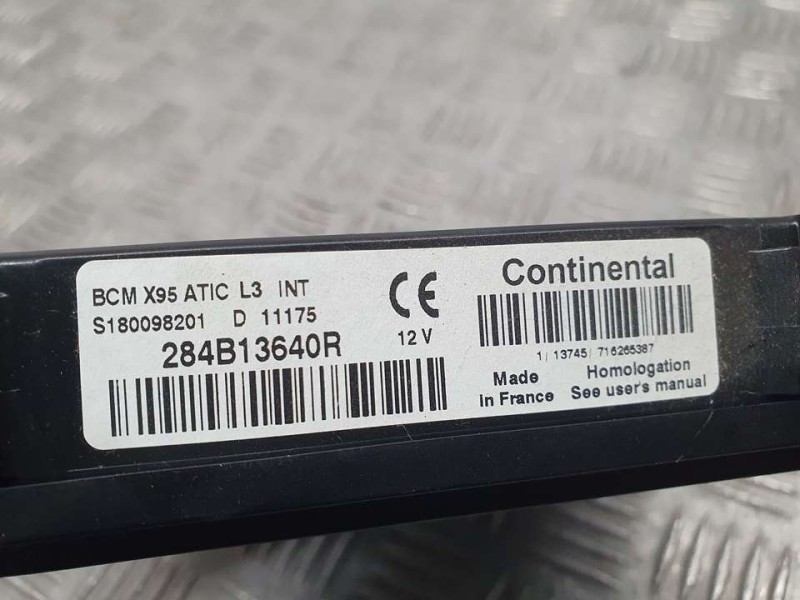 BCM X95 ATIC L3 INT
S180098201 D 11175
284B13640R
CE
12 V
Continental
1/ 13745/ 716265387
Made in France
Homologation
See user's manual